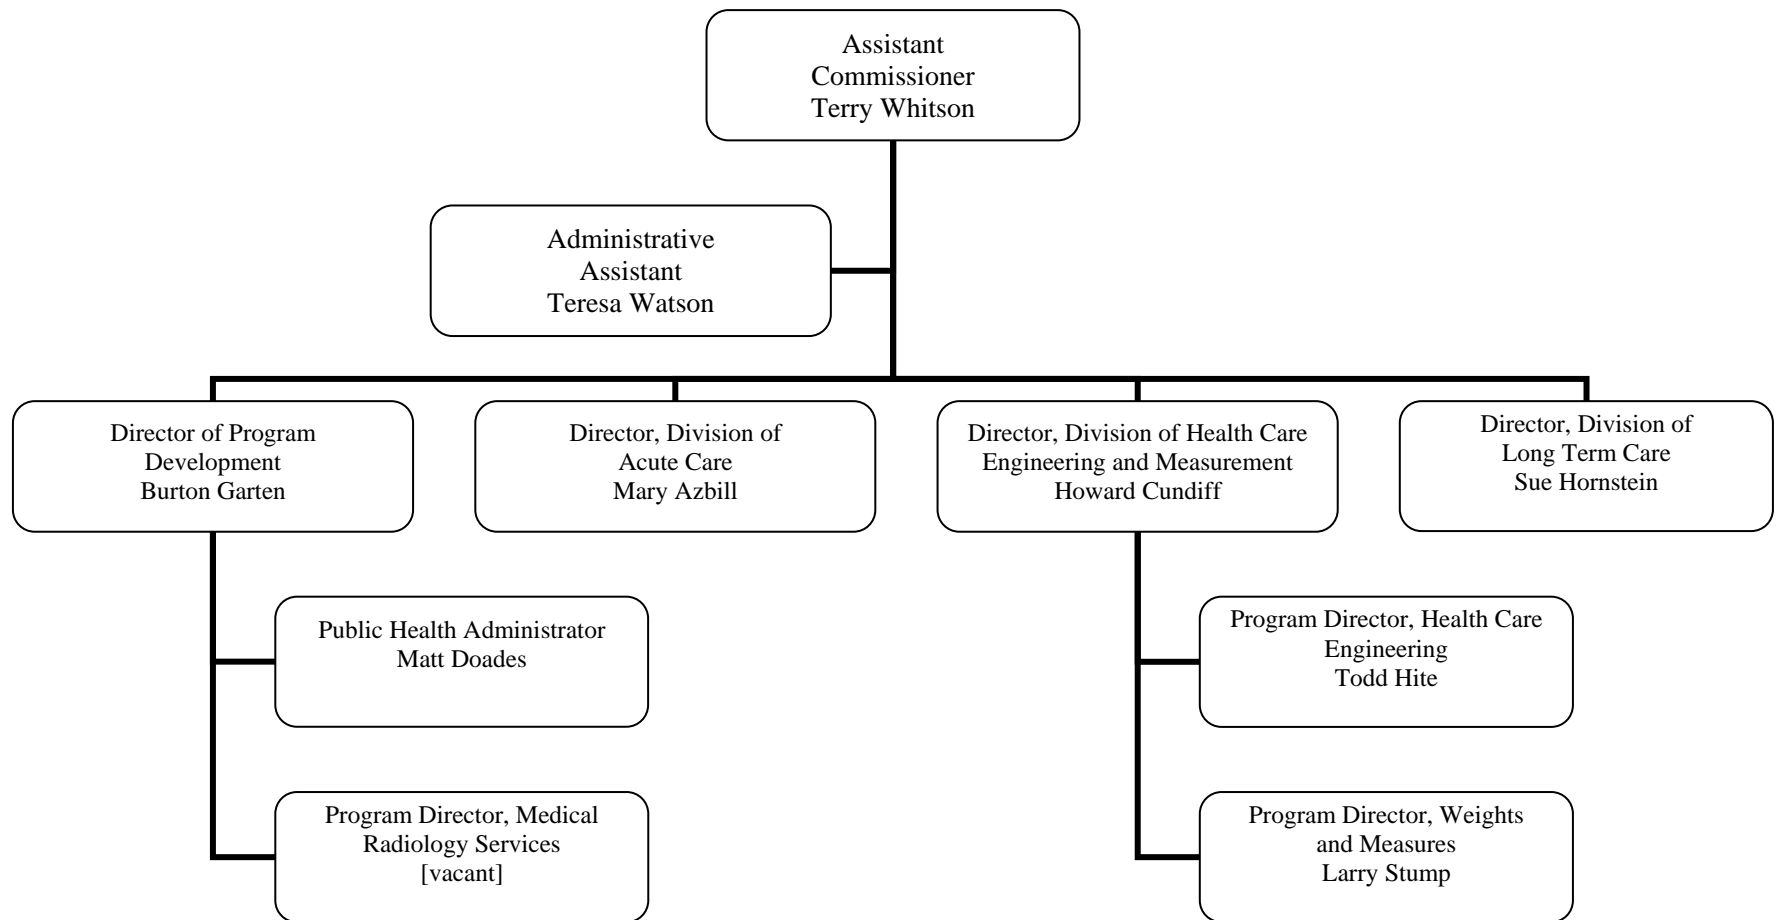 Assistant
Commissioner
Terry Whitson
Administrative
Assistant
Teresa Watson
Director of Program
Development
Burton Garten
Director, Division of
Acute Care
Mary Azbill
Director, Division of Health Care
Engineering and Measurement
Howard Cundiff
Director, Division of
Long Term Care
Sue Hornstein
Public Health Administrator
Matt Doades
Program Director, Health Care
Engineering
Todd Hite
Program Director, Medical
Radiology Services
[vacant]
Program Director, Weights
and Measures
Larry Stump